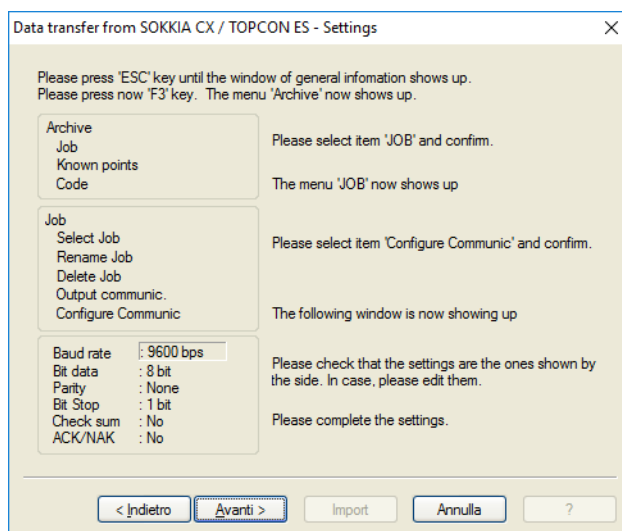 Data transfer from SOKKIA CX / TOPCON ES - Settings
Please press 'ESC' key until the window of general infomation shows up.
Please press now 'F3' key. The menu 'Archive' now shows up.
Archive
Job
Known points
Code
Please select item 'JOB' and confirm.
The menu 'JOB' now shows up
Job
Select Job
Rename Job
Delete Job
Output communic.
Configure Communic
Please select item 'Configure Communic' and confirm.
The following window is now showing up
Baud rate : 9600 bps
Bit data : 8 bit
Parity : None
Bit Stop : 1 bit
Check sum : No
ACK/NAK : No
Please check that the settings are the ones shown by
the side. In case, please edit them.
Please complete the settings.
< Indietro
Avanti >
Import
Annulla
?